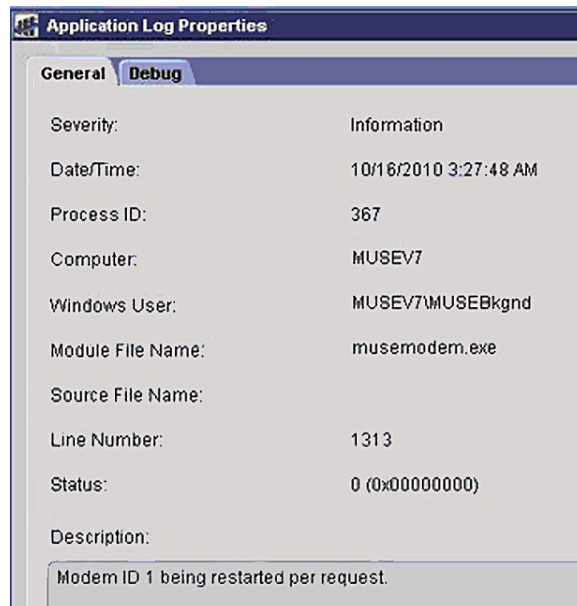 Application Log Properties
General Debug
Severity: Information
Date/Time: 10/16/2010 3:27:48 AM
Process ID: 367
Computer: MUSEV7
Windows User: MUSEV7\MUSEBkgnd
Module File Name: musemodem.exe
Source File Name:
Line Number: 1313
Status: 0 (0x00000000)
Description:
Modem ID 1 being restarted per request.